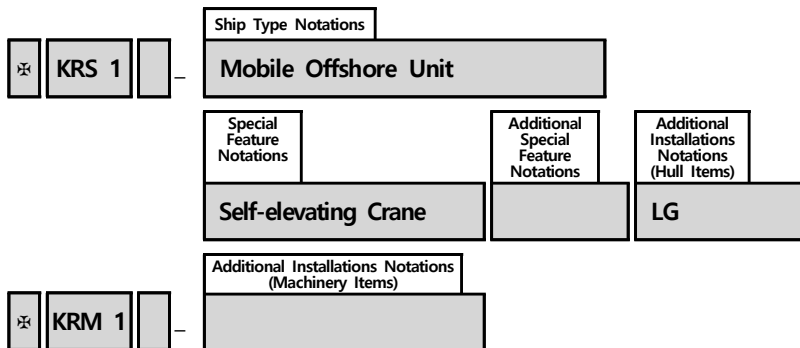 Ship Type Notations
✠ KRS 1 _ Mobile Offshore Unit
Special
Feature
Notations
Additional
Special
Feature
Notations
Additional
Installations
Notations
(Hull Items)
Self-elevating Crane LG
Additional Installations Notations
(Machinery Items)
✠ KRM 1 _